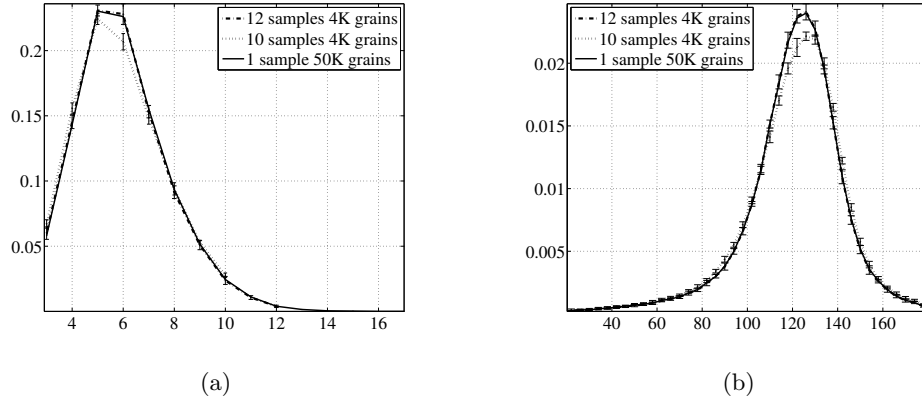 12 samples 4K grains
10 samples 4K grains
1 sample 50K grains
0.2
0.15
0.1
0.05
4 6 8 10 12 14 16
(a)
12 samples 4K grains
10 samples 4K grains
1 sample 50K grains
0.02
0.015
0.01
0.005
40 60 80 100 120 140 160
(b)